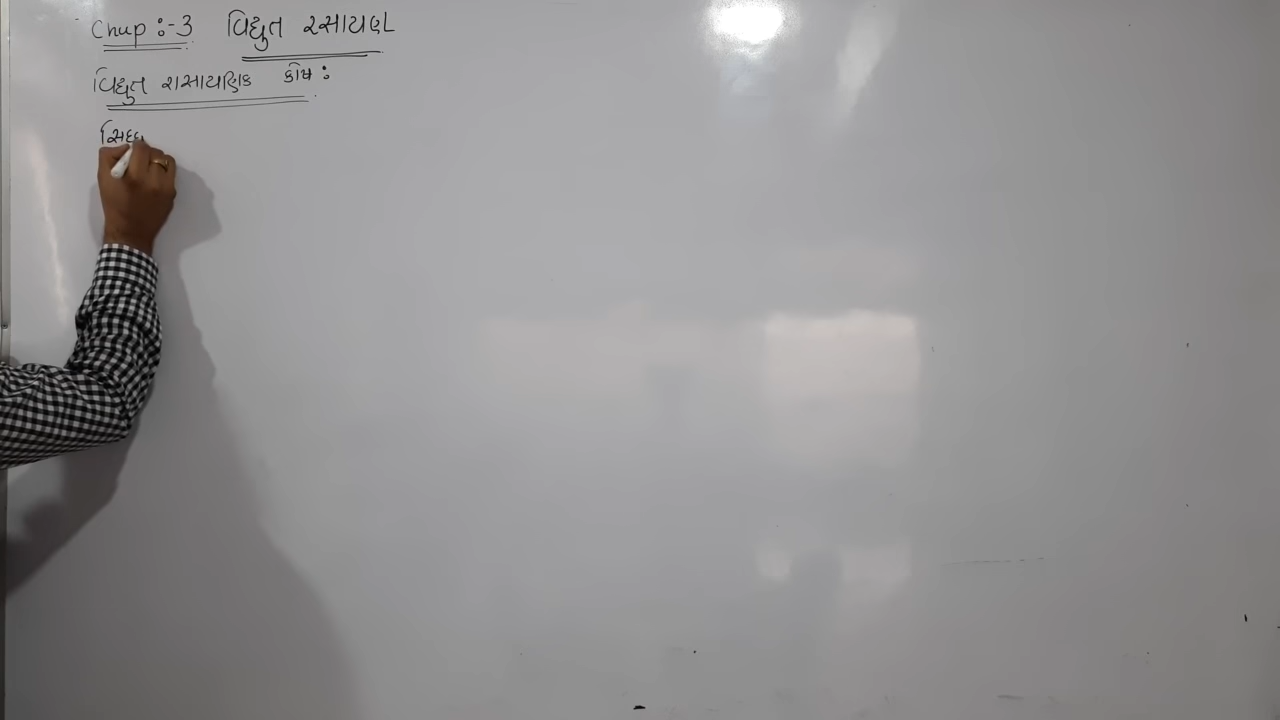 Chap :- 3 વિદ્યુત રસાયણ
વિદ્યુત રાસાયણિક કોષ :